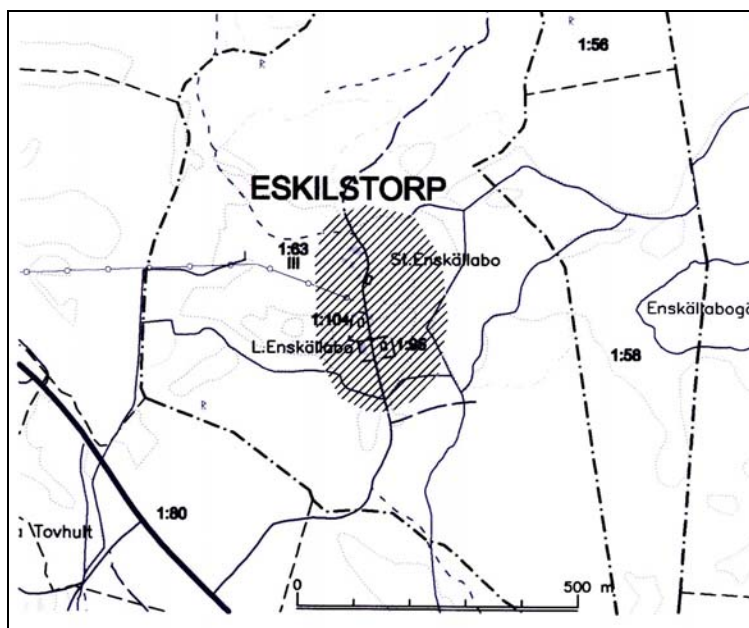 R
1:56
R
ESKILSTORP
1:63
III
St.Enskällabo
Enskältabogö
1:104
L.Enskällabo
1:96
1:58
R
1:80
a Tovhult
0
500 m